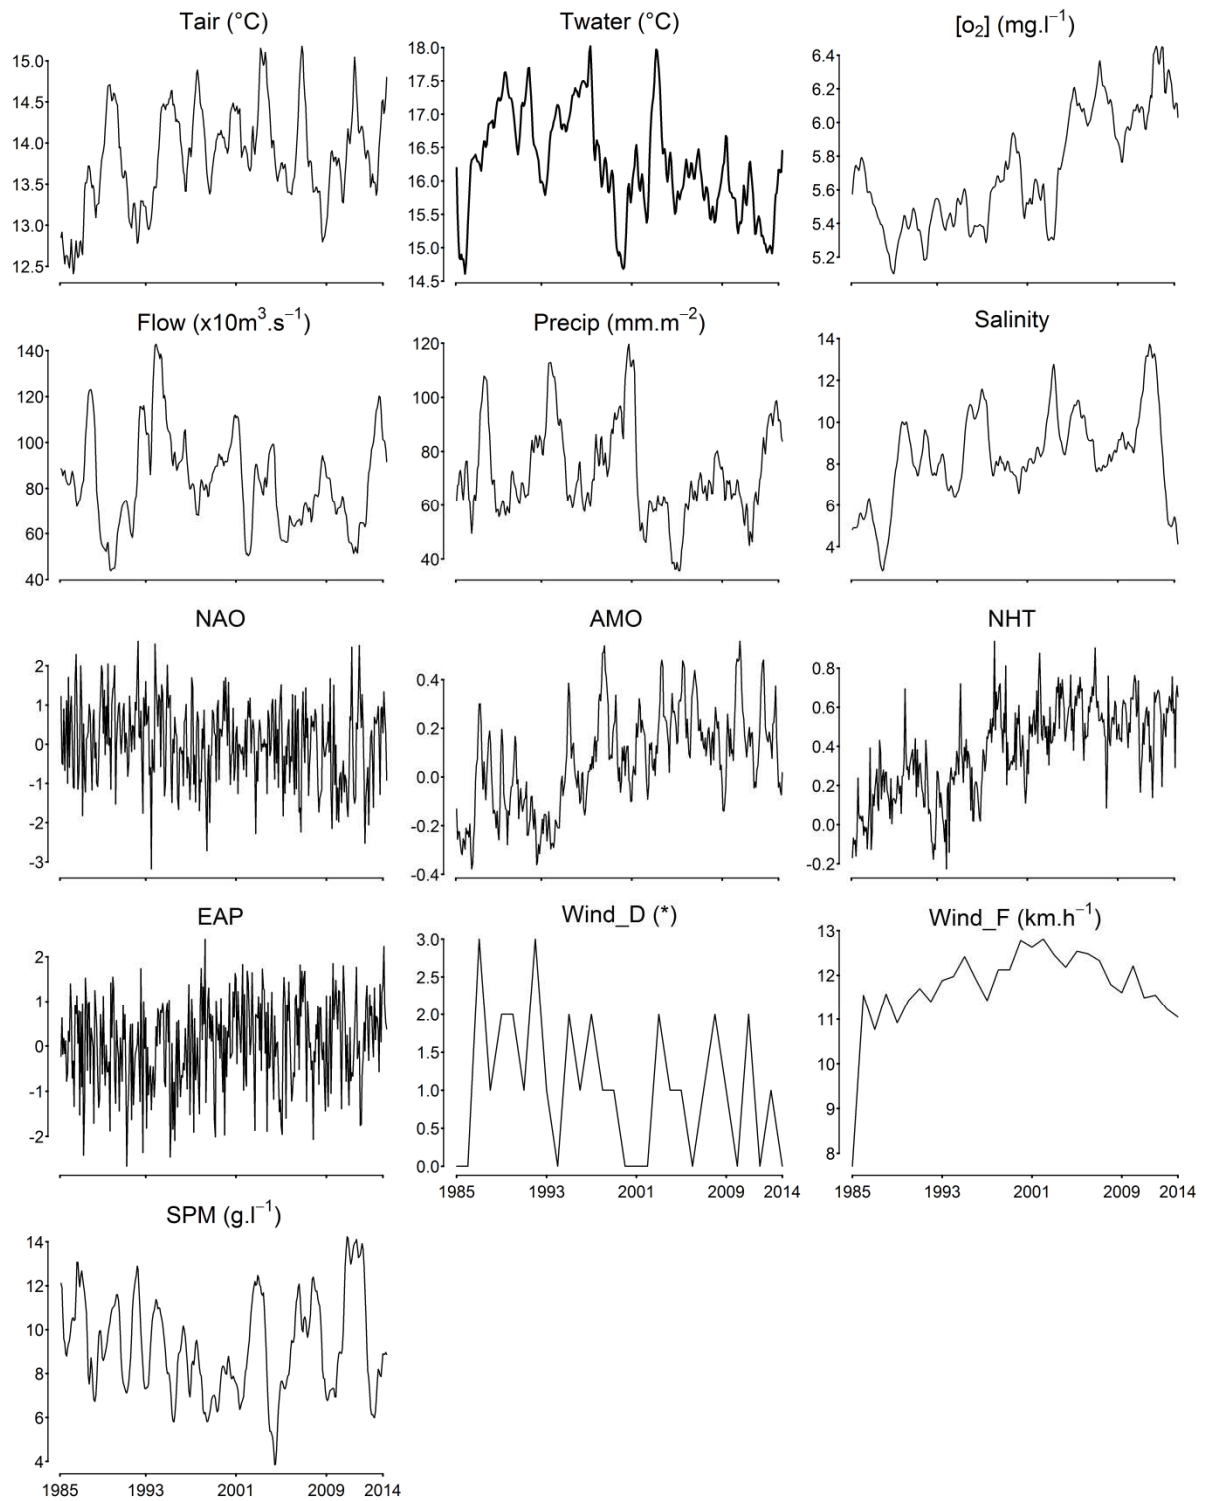 Tair (°C) Twater (°C) [o₂] (mg.l⁻¹)
15.0 14.5 14.0 13.5 13.0 12.5
18.0 17.5 17.0 16.5 16.0 15.5 15.0 14.5
6.4 6.2 6.0 5.8 5.6 5.4 5.2
Flow (x10m³.s⁻¹) Precip (mm.m⁻²) Salinity
140 120 100 80 60 40
120 100 80 60 40
14 12 10 8 6 4
NAO AMO NHT
2 1 0 -1 -2 -3
0.4 0.2 0.0 -0.2 -0.4
0.8 0.6 0.4 0.2 0.0 -0.2
EAP Wind_D (*) Wind_F (km.h⁻¹)
2 1 0 -1 -2
3.0 2.5 2.0 1.5 1.0 0.5 0.0
13 12 11 10 9 8
1985 1993 2001 2009 2014 1985 1993 2001 2009 2014
SPM (g.l⁻¹)
14 12 10 8 6 4
1985 1993 2001 2009 2014